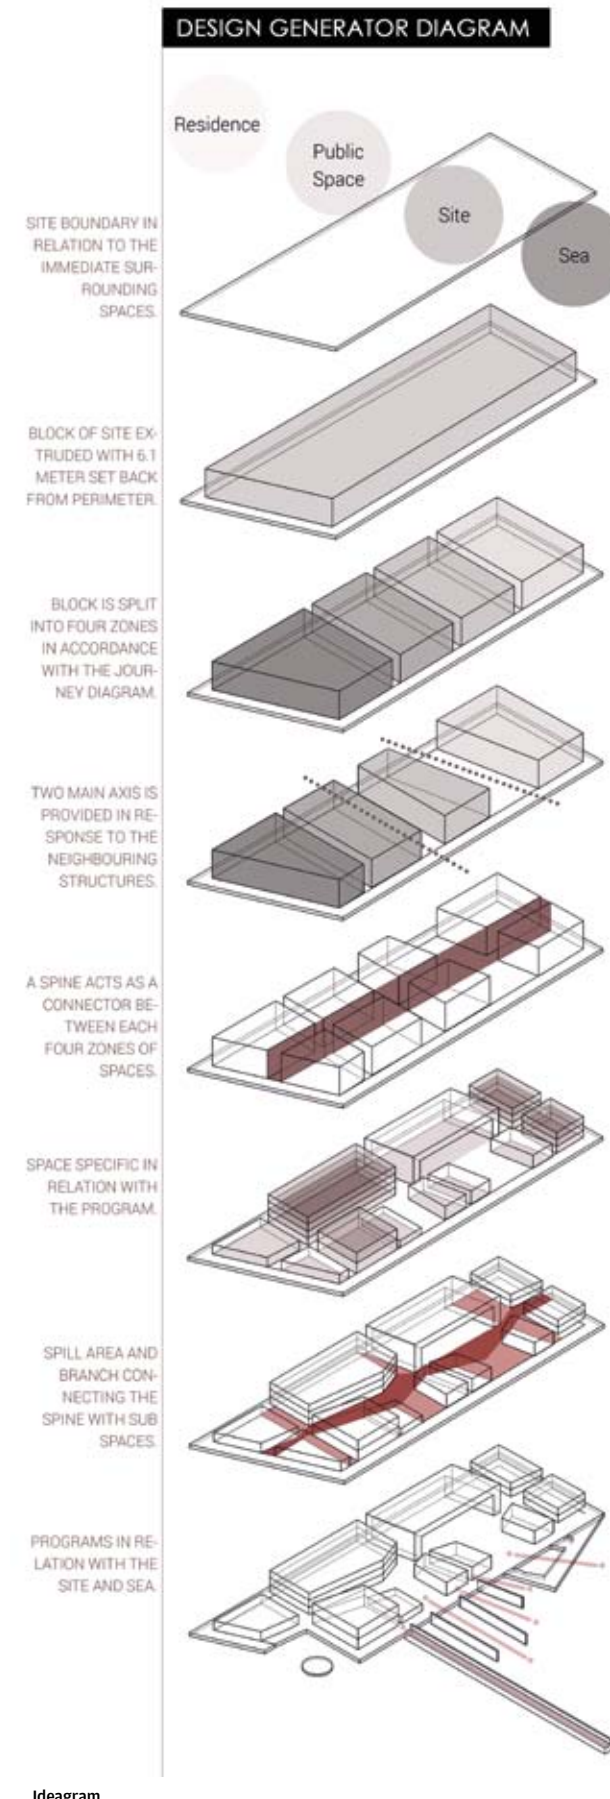 DESIGN GENERATOR DIAGRAM
Residence
Public
Space
Site
Sea
SITE BOUNDARY IN
RELATION TO THE
IMMEDIATE SUR-
ROUNDING
SPACES.
BLOCK OF SITE EX-
TRUDED WITH 6.1
METER SET BACK
FROM PERIMETER.
BLOCK IS SPLIT
INTO FOUR ZONES
IN ACCORDANCE
WITH THE JOUR-
NEY DIAGRAM.
TWO MAIN AXIS IS
PROVIDED IN RE-
SPONSE TO THE
NEIGHBOURING
STRUCTURES.
A SPINE ACTS AS A
CONNECTOR BE-
TWEEN EACH
FOUR ZONES OF
SPACES.
SPACE SPECIFIC IN
RELATION WITH
THE PROGRAM.
SPILL AREA AND
BRANCH CON-
NECTING THE
SPINE WITH SUB
SPACES.
PROGRAMS IN RE-
LATION WITH THE
SITE AND SEA.
Ideagram